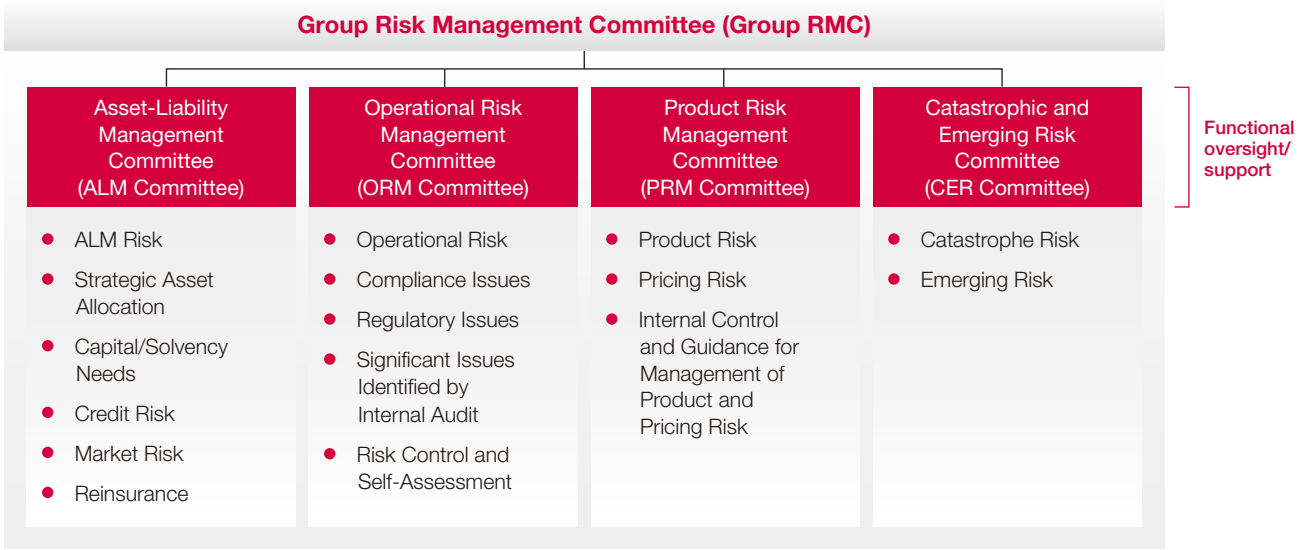 Group Risk Management Committee (Group RMC)
Asset-Liability
Management
Committee
(ALM Committee)
Operational Risk
Management
Committee
(ORM Committee)
Product Risk
Management
Committee
(PRM Committee)
Catastrophic and
Emerging Risk
Committee
(CER Committee)
Functional
oversight/
support
ALM Risk
Strategic Asset
Allocation
Capital/Solvency
Needs
Credit Risk
Market Risk
Reinsurance
Operational Risk
Compliance Issues
Regulatory Issues
Significant Issues
Identified by
Internal Audit
Risk Control and
Self-Assessment
Product Risk
Pricing Risk
Internal Control
and Guidance for
Management of
Product and
Pricing Risk
Catastrophe Risk
Emerging Risk